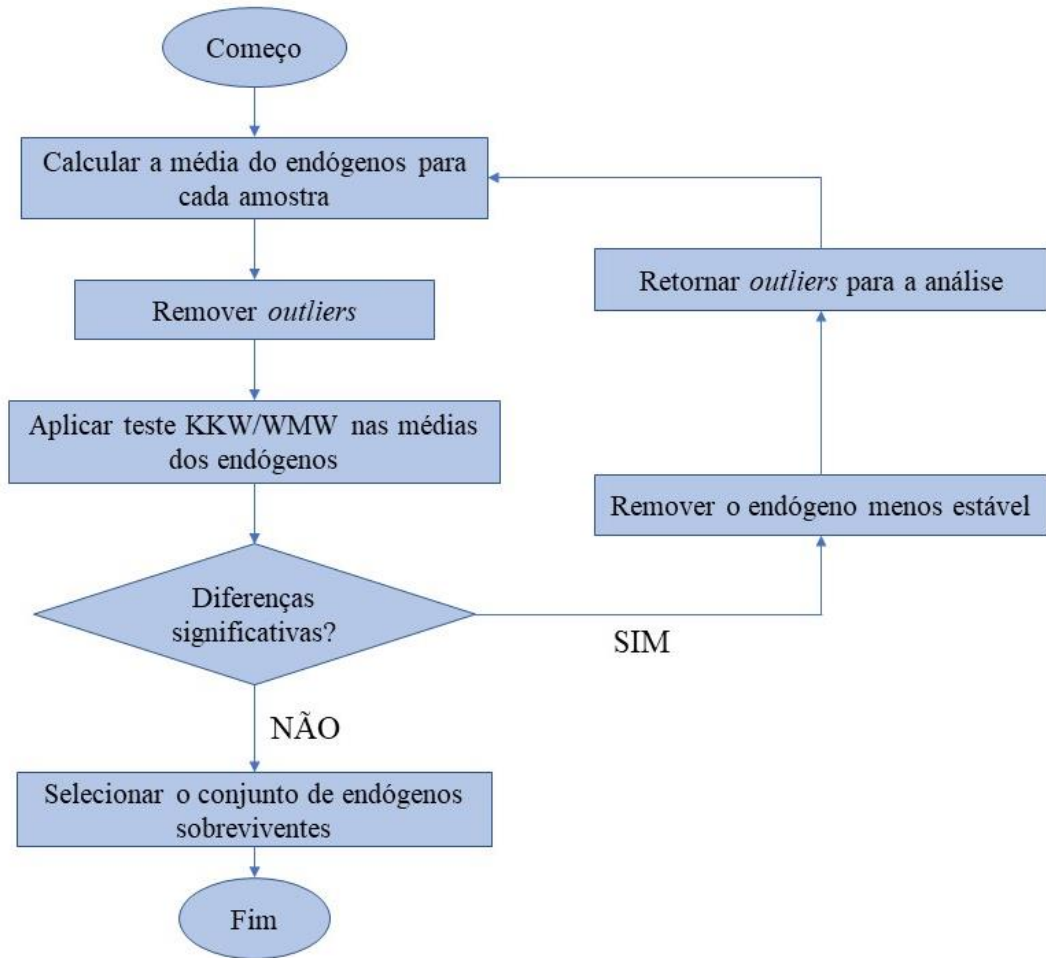 Começo
Calcular a média do endógenos para
cada amostra
Remover outliers
Aplicar teste KKW/WMW nas médias
dos endógenos
Diferenças
significativas?
SIM
Remover o endógeno menos estável
Retornar outliers para a análise
NÃO
Selecionar o conjunto de endógenos
sobreviventes
Fim